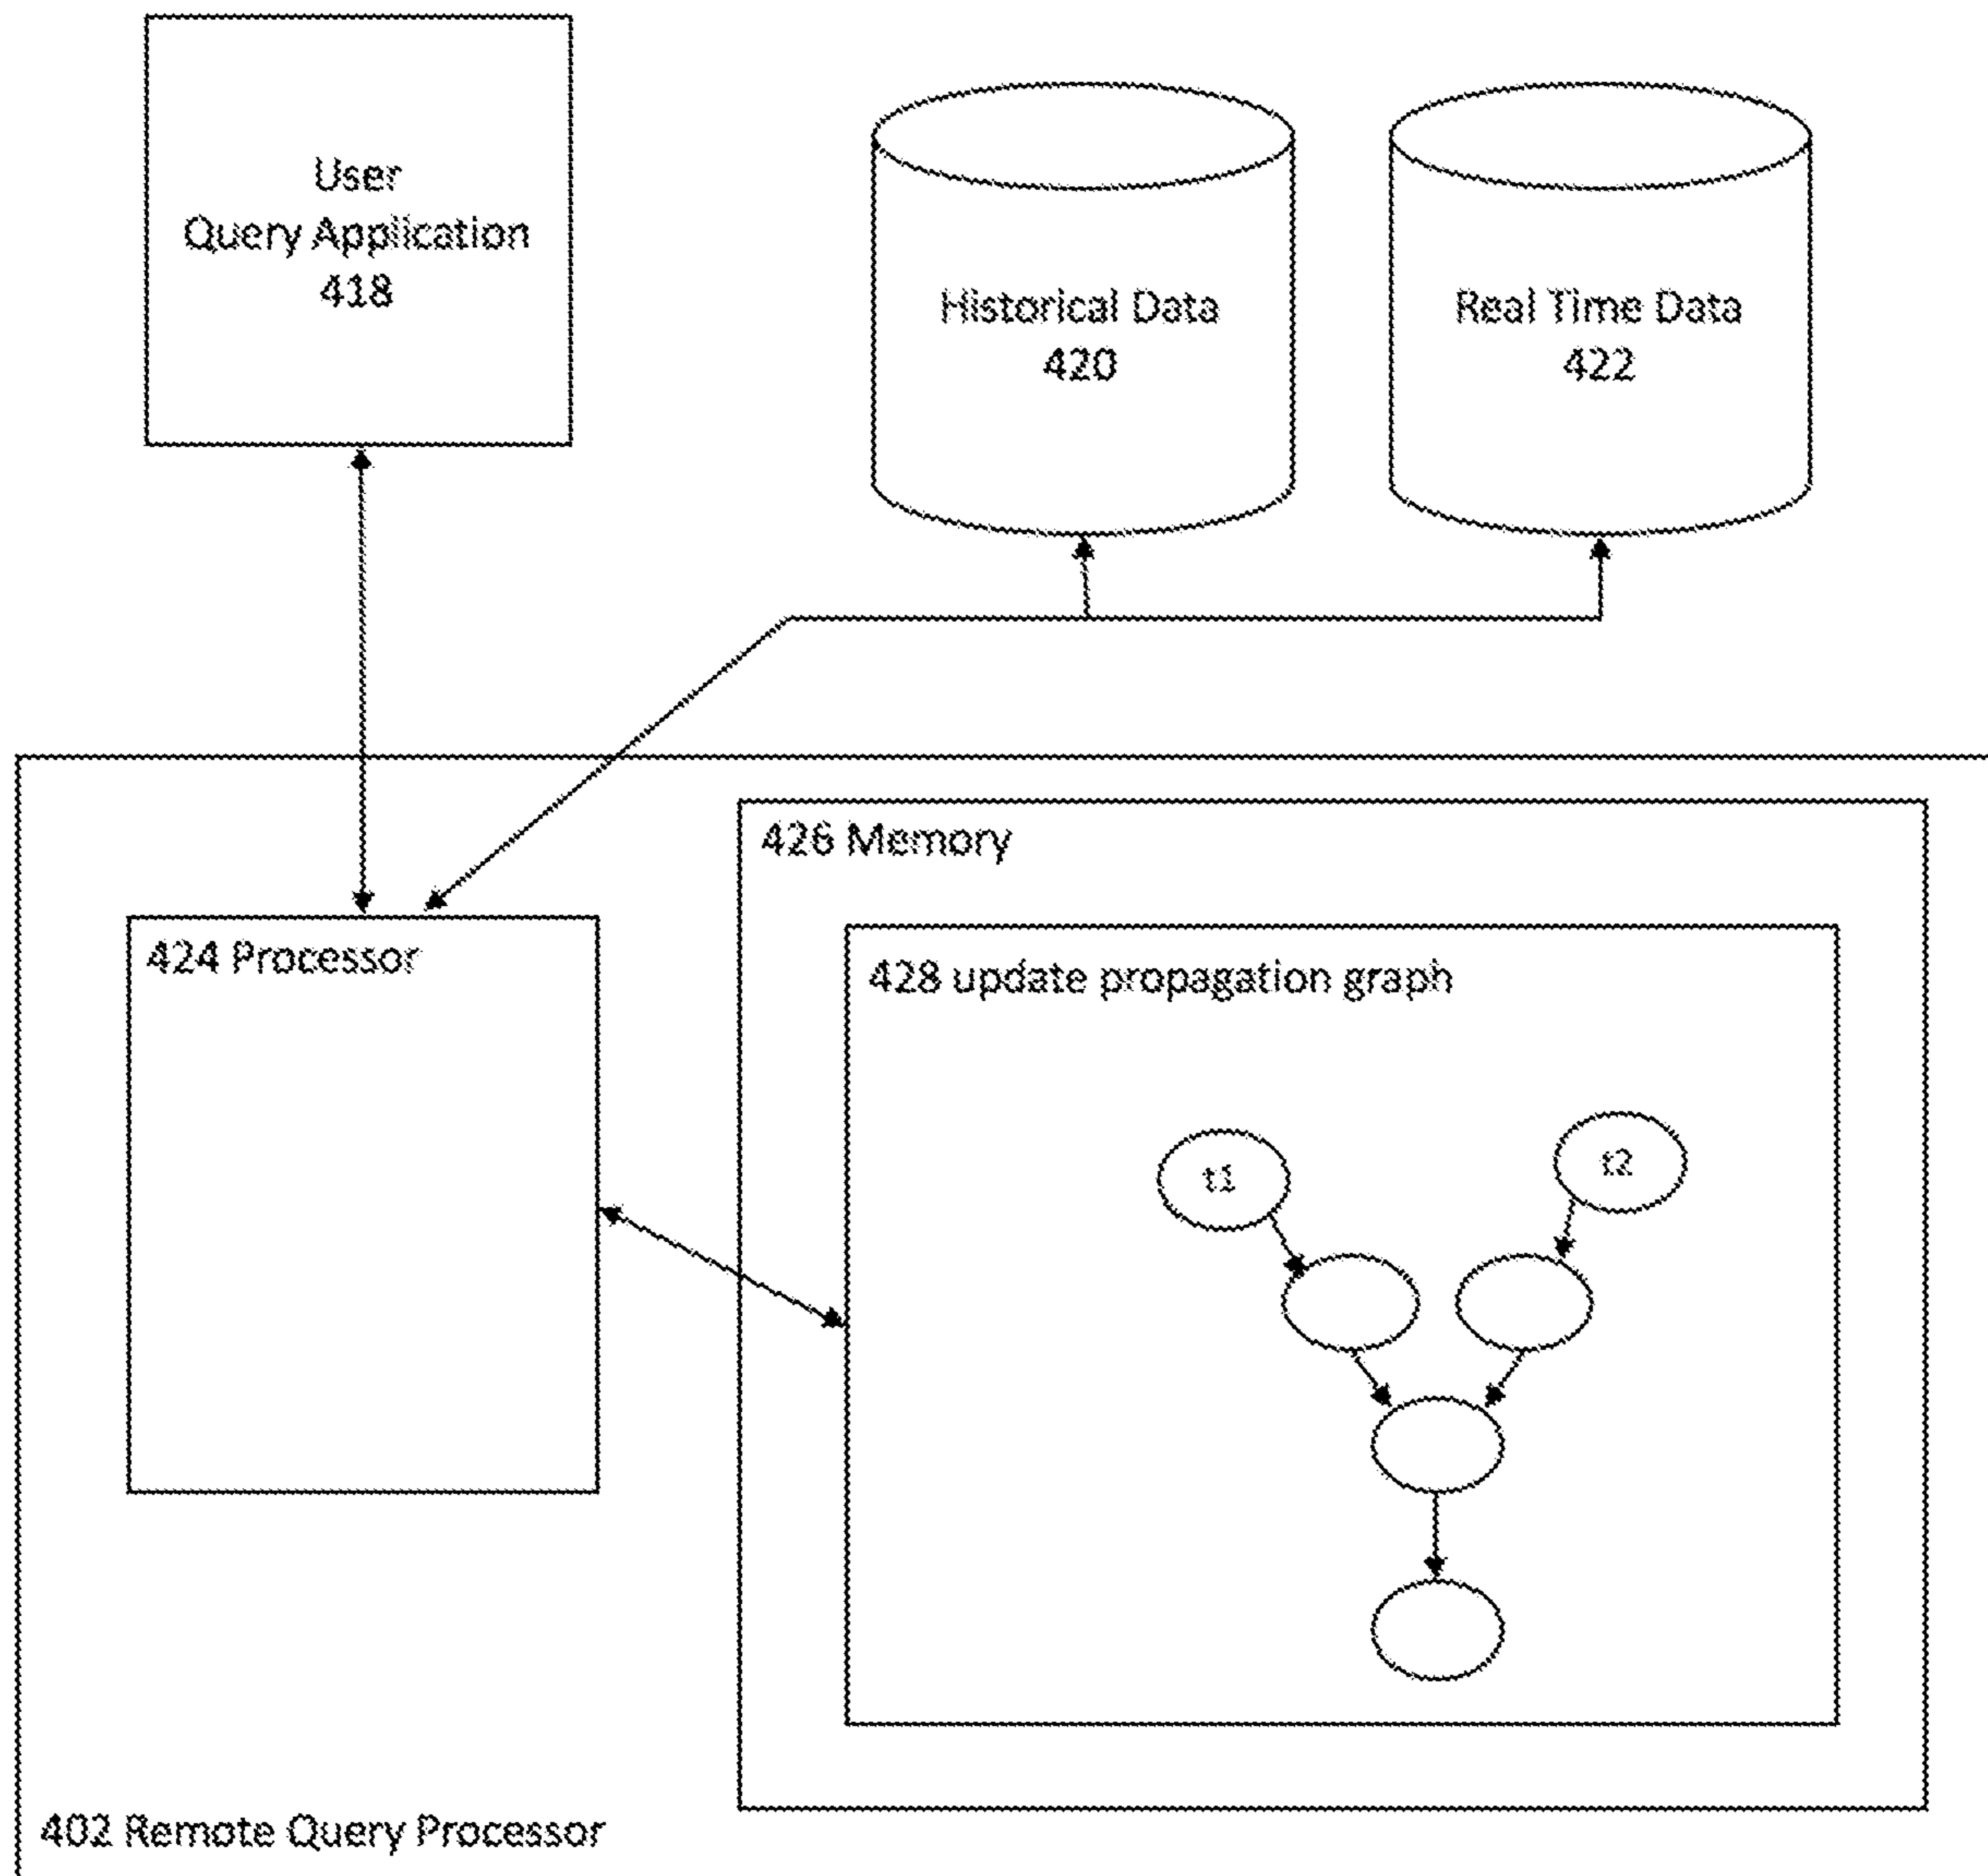 User
Query Application
418
Historical Data
420
Real Time Data
422
426 Memory
424 Processor
428 update propagation graph
t1
t2
402 Remote Query Processor